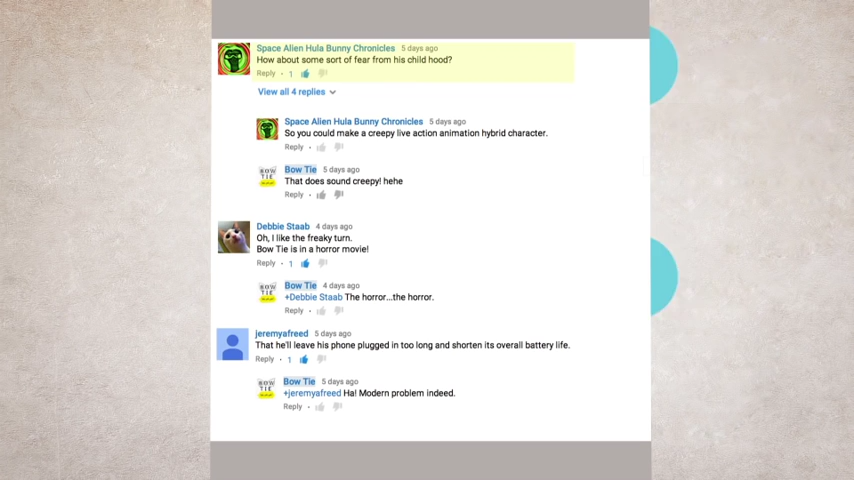 Space Alien Hula Bunny Chronicles 5 days ago
How about some sort of fear from his child hood?
Reply · 1
View all 4 replies
Space Alien Hula Bunny Chronicles 5 days ago
So you could make a creepy live action animation hybrid character.
Reply ·
BOW
TIE
Bow Tie 5 days ago
That does sound creepy! hehe
Reply ·
Debbie Staab 4 days ago
Oh, I like the freaky turn.
Bow Tie is in a horror movie!
Reply · 1
BOW
TIE
Bow Tie 4 days ago
+Debbie Staab The horror...the horror.
Reply ·
jeremyafreed 5 days ago
That he'll leave his phone plugged in too long and shorten its overall battery life.
Reply · 1
BOW
TIE
Bow Tie 5 days ago
+jeremyafreed Ha! Modern problem indeed.
Reply ·